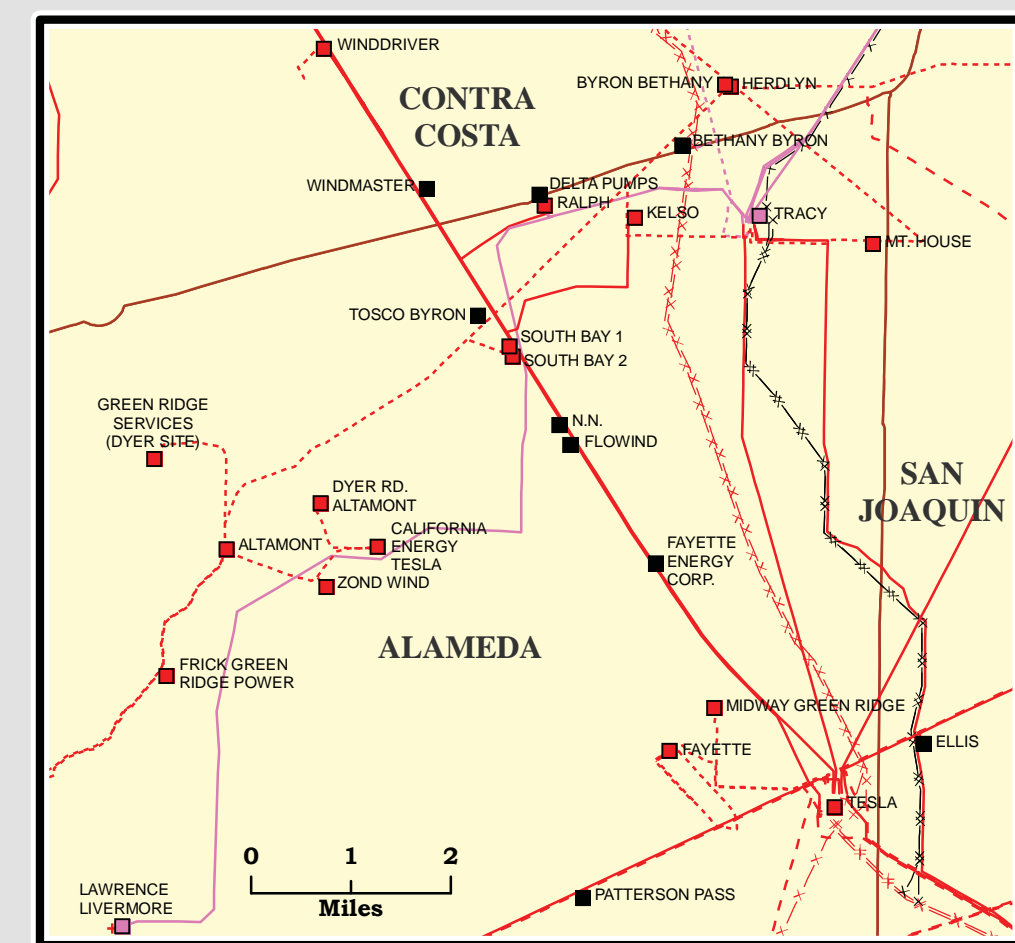 WINDDRIVER
BYRON BETHANY
HERDLYN
CONTRA
COSTA
BETHANY BYRON
WINDMASTER
DELTA PUMPS
RALPH
KELSO
TRACY
MT. HOUSE
TOSCO BYRON
SOUTH BAY 1
SOUTH BAY 2
GREEN RIDGE
SERVICES
(DYER SITE)
N.N.
FLOWIND
SAN
JOAQUIN
DYER RD.
ALTAMONT
CALIFORNIA
ENERGY
TESLA
ALTAMONT
ZOND WIND
FAYETTE
ENERGY
CORP.
ALAMEDA
FRICK GREEN
RIDGE POWER
MIDWAY GREEN RIDGE
FAYETTE
ELLIS
TESLA
0 1 2
Miles
LAWRENCE
LIVERMORE
PATTERSON PASS